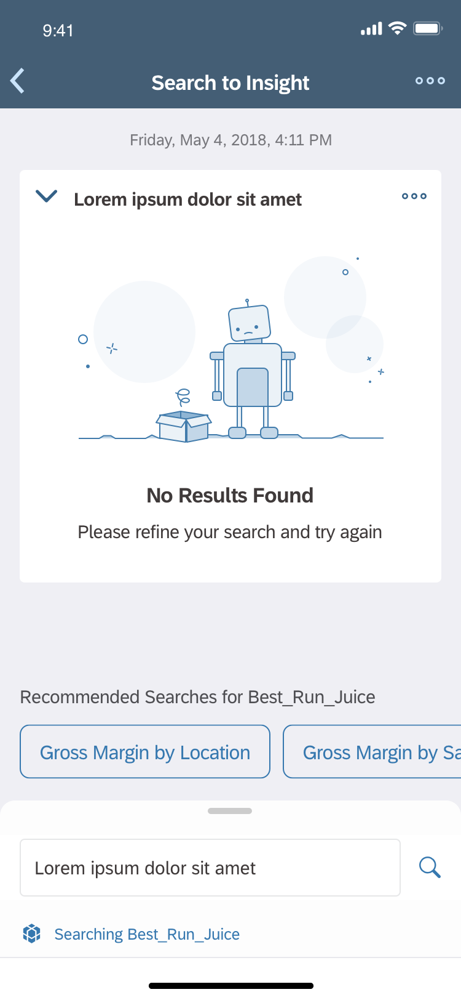 9:41
Search to Insight
Friday, May 4, 2018, 4:11 PM
Lorem ipsum dolor sit amet
No Results Found
Please refine your search and try again
Recommended Searches for Best_Run_Juice
Gross Margin by Location
Gross Margin by Sa
Lorem ipsum dolor sit amet
Searching Best_Run_Juice